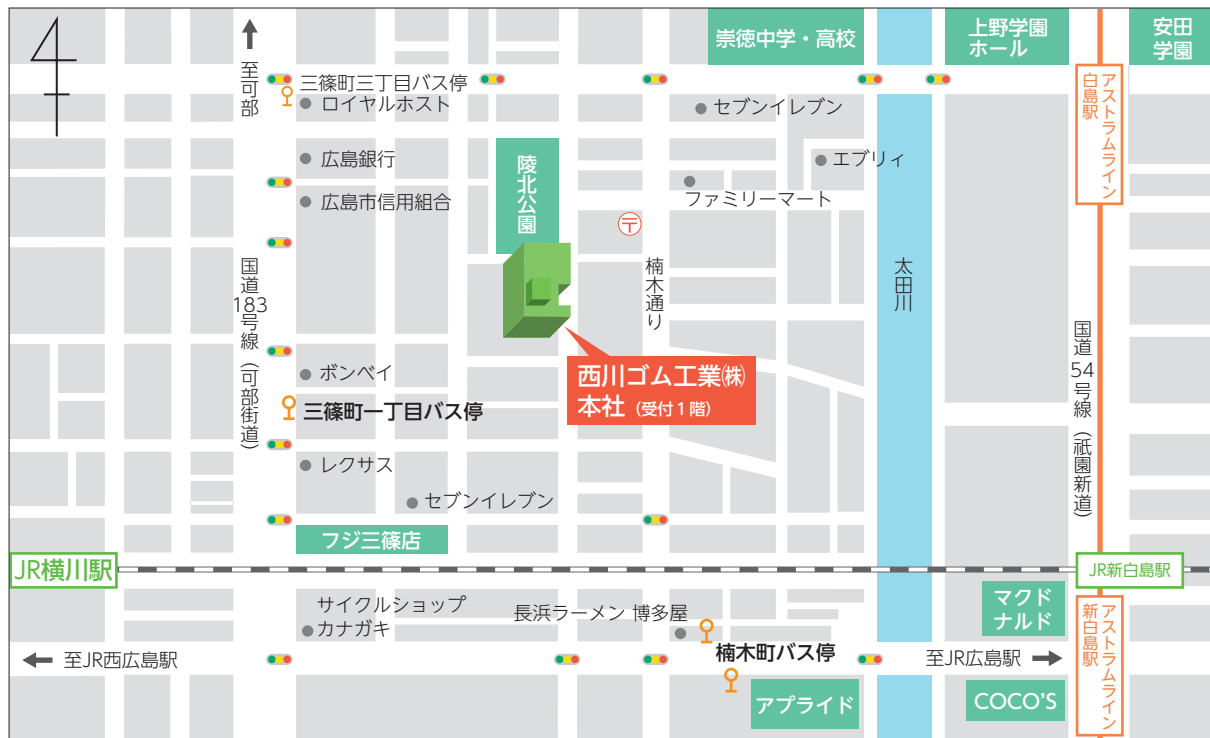 崇徳中学・高校
上野学園
ホール
安田
学園
至可部
三篠町三丁目バス停
ロイヤルホスト
セブンイレブン
アストラムライン
白島駅
広島銀行
陵北公園
エブリィ
広島市信用組合
ファミリーマート
〒
国道183号線(可部街道)
楠木通り
太田川
国道54号線(祇園新道)
ボンベイ
西川ゴム工業㈱
本社(受付1階)
三篠町一丁目バス停
レクサス
セブンイレブン
フジ三篠店
JR横川駅
JR新白島駅
サイクルショップ
カナガキ
長浜ラーメン 博多屋
マクド
ナルド
アストラムライン
新白島駅
至JR西広島駅
楠木町バス停
至JR広島駅
アプライド
COCO'S